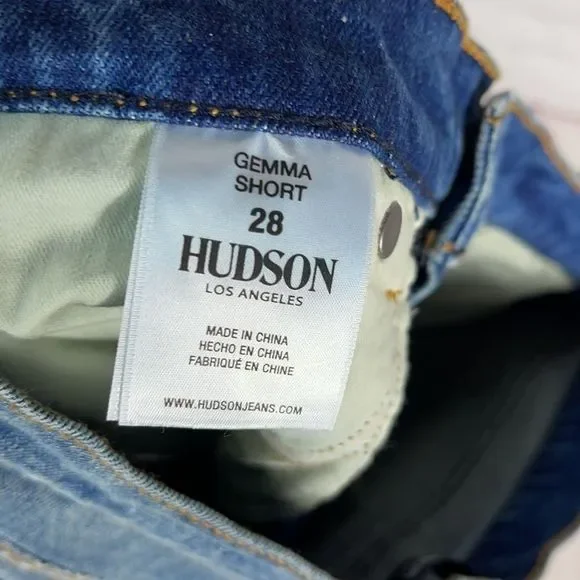 GEMMA
SHORT
28
HUDSON
LOS ANGELES
MADE IN CHINA
HECHO EN CHINA
FABRIQUÉ EN CHINE
WWW.HUDSONJEANS.COM